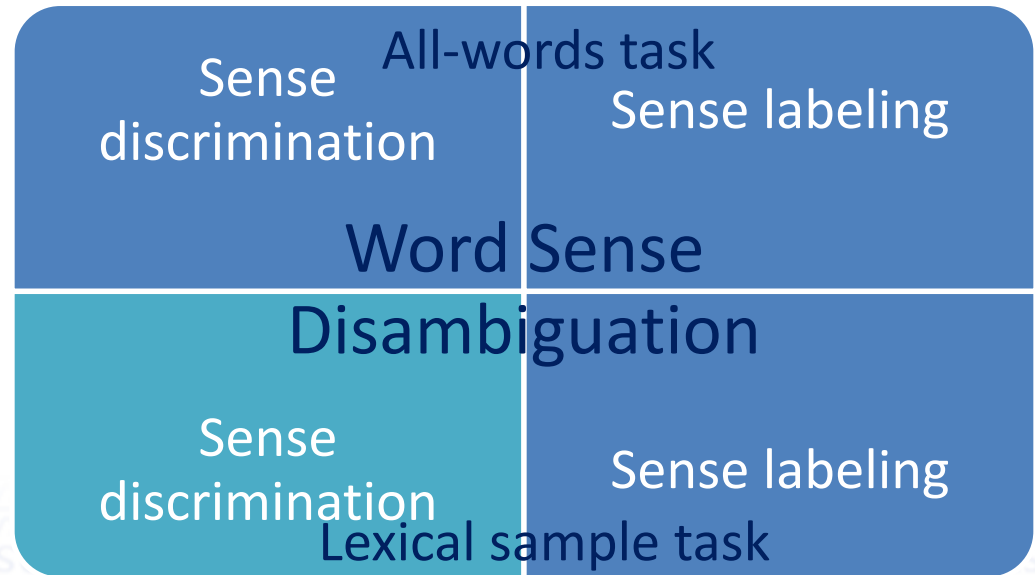 All-words task
Sense
discrimination
Sense labeling
Word Sense
Disambiguation
Sense
discrimination
Sense labeling
Lexical sample task